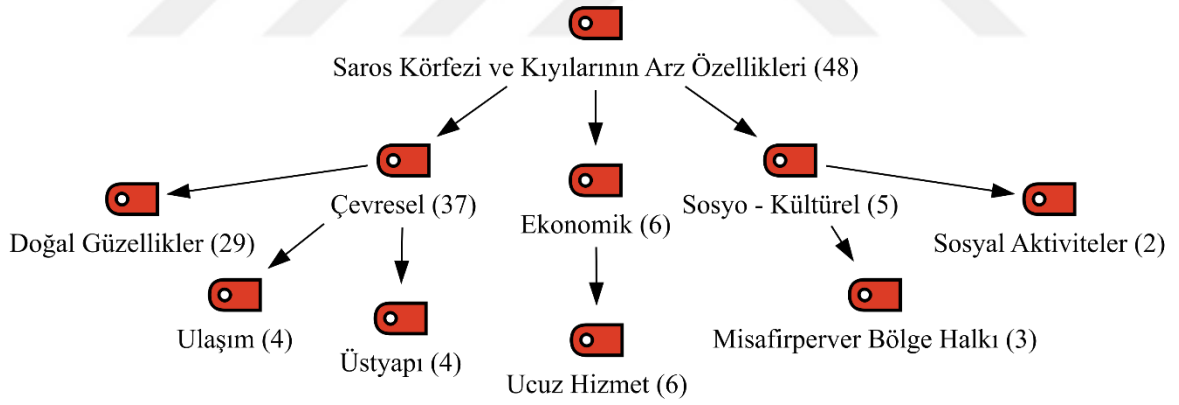 Saros Körfezi ve Kıyılarının Arz Özellikleri (48)
Çevresel (37)
Ekonomik (6)
Sosyo - Kültürel (5)
Doğal Güzellikler (29)
Sosyal Aktiviteler (2)
Ulaşım (4)
Üstyapı (4)
Ucuz Hizmet (6)
Misafirperver Bölge Halkı (3)